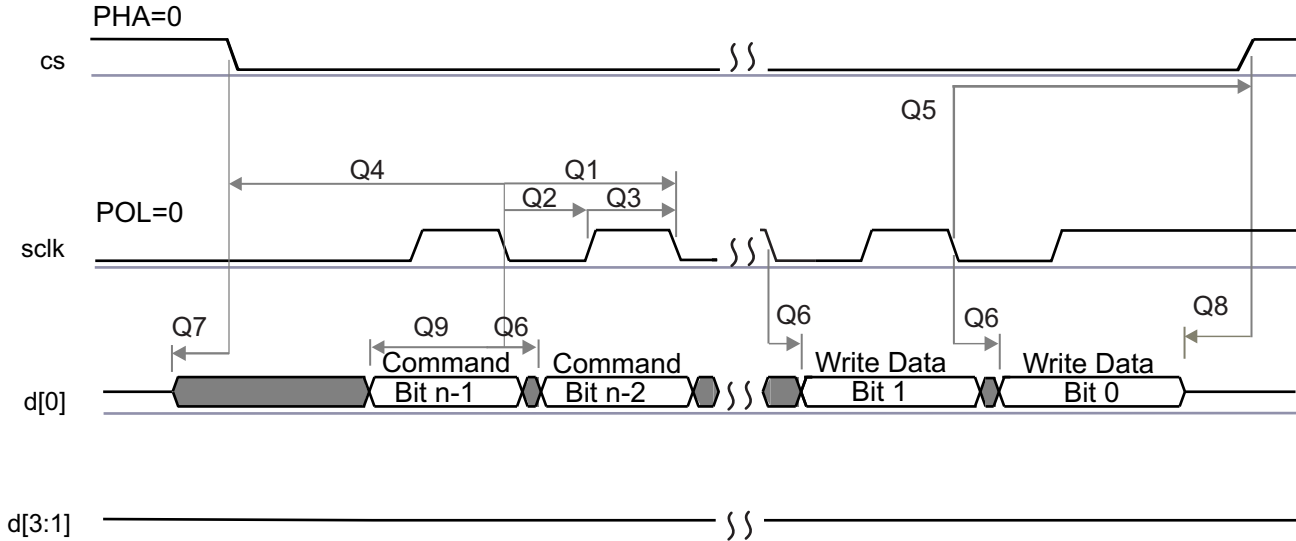 PHA=0
cs
Q5
Q4 Q1
Q2 Q3
POL=0
sclk
Q7 Q9 Q6 Q6 Q6 Q8
Command Command Write Data Write Data
d[0] Bit n-1 Bit n-2 Bit 1 Bit 0
d[3:1]